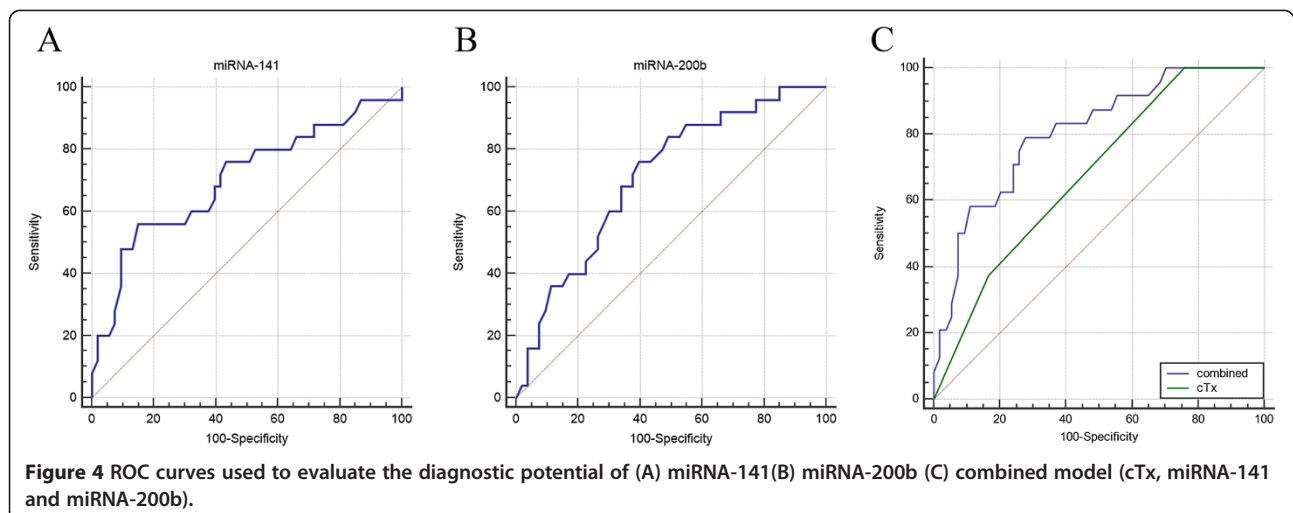 A
miRNA-141
100
80
60
40
20
0
Sensitivity
0 20 40 60 80 100
100-Specificity
B
miRNA-200b
100
80
60
40
20
0
Sensitivity
0 20 40 60 80 100
100-Specificity
C
100
80
60
40
20
0
Sensitivity
combined
cTx
0 20 40 60 80 100
100-Specificity
Figure 4 ROC curves used to evaluate the diagnostic potential of (A) miRNA-141(B) miRNA-200b (C) combined model (cTx, miRNA-141
and miRNA-200b).